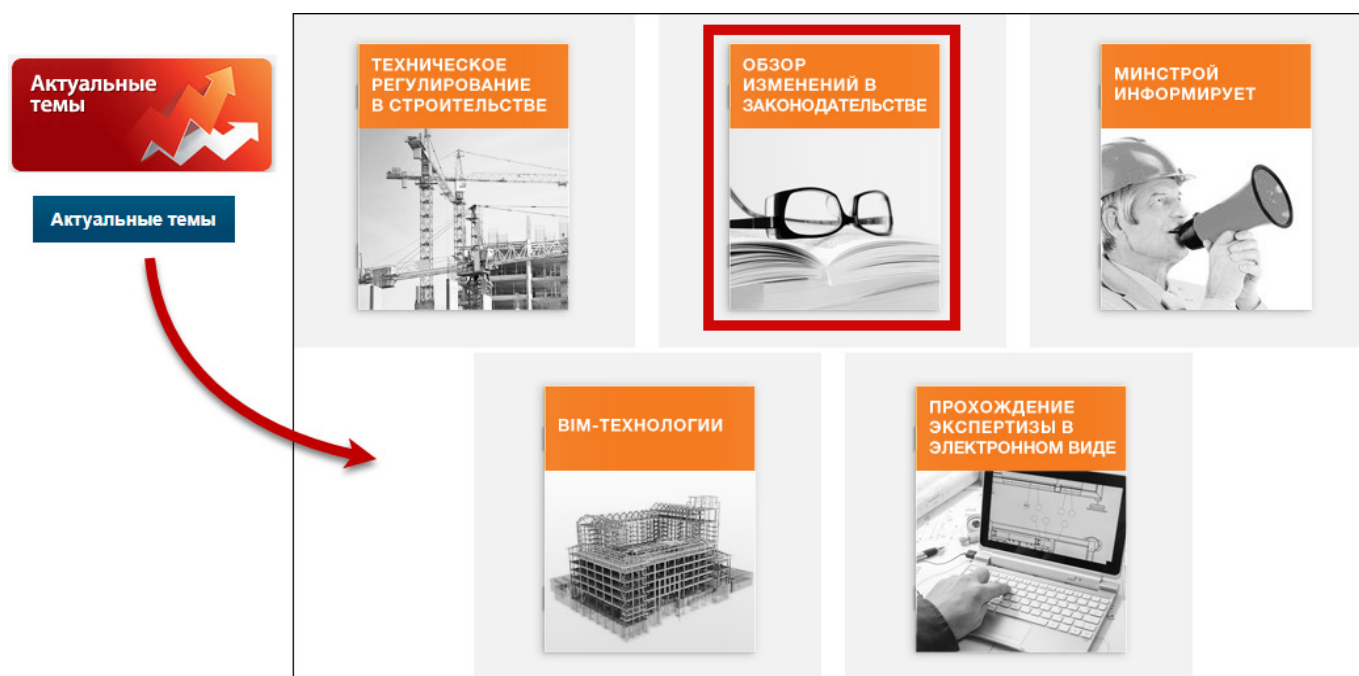 Актуальные
темы
Актуальные темы
ТЕХНИЧЕСКОЕ
РЕГУЛИРОВАНИЕ
В СТРОИТЕЛЬСТВЕ
ОБЗОР
ИЗМЕНЕНИЙ В
ЗАКОНОДАТЕЛЬСТВЕ
МИНСТРОЙ
ИНФОРМИРУЕТ
BIM-ТЕХНОЛОГИИ
ПРОХОЖДЕНИЕ
ЭКСПЕРТИЗЫ В
ЭЛЕКТРОННОМ ВИДЕ